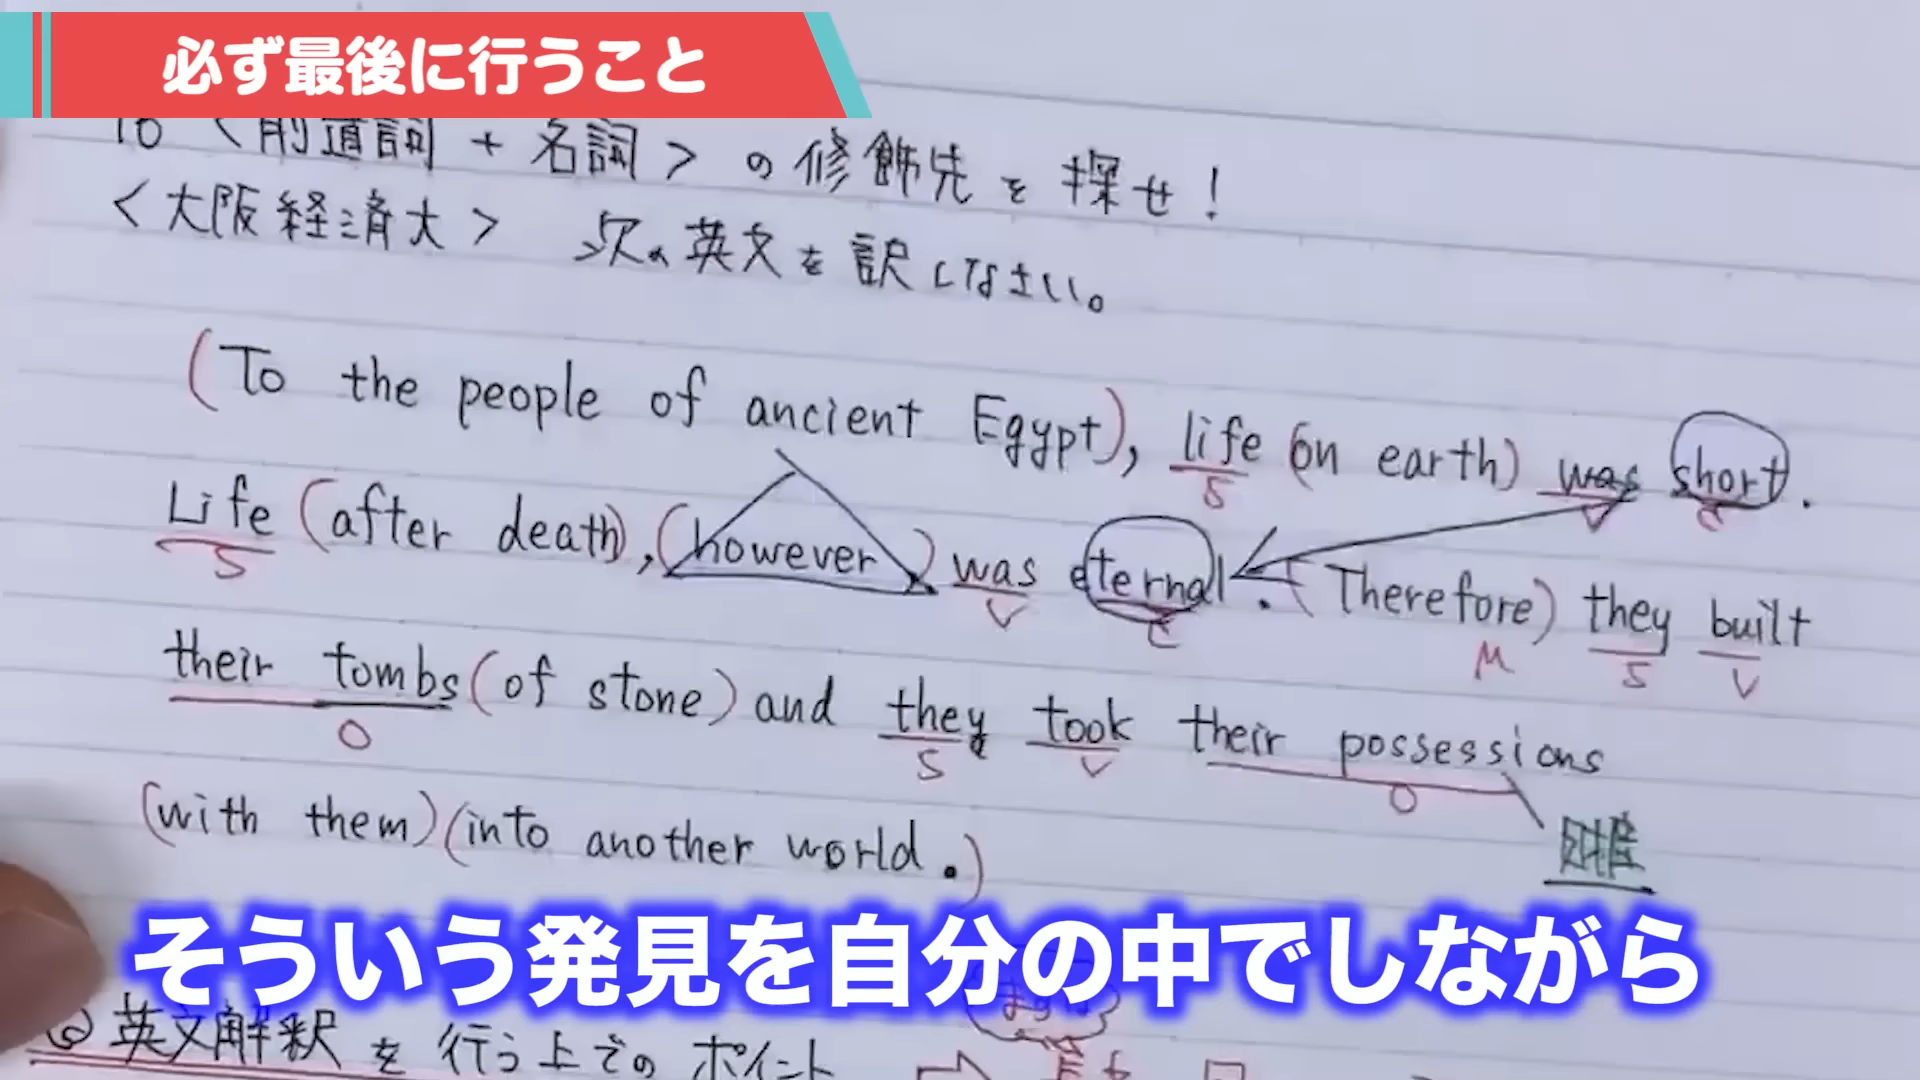 必ず最後に行うこと
10 <前置詞 + 名詞> の修飾先を探せ!
<大阪経済大> 次の英文を訳しなさい。
(To the people of ancient Egypt), life (on earth) was short.
S V C
Life (after death), (however) was eternal. (Therefore) they built
S V C M S V
their tombs (of stone) and they took their possessions
O S V O
(with them) (into another world.)
そういう発見を自分の中でしながら
英文解釈を行う上でのポイント